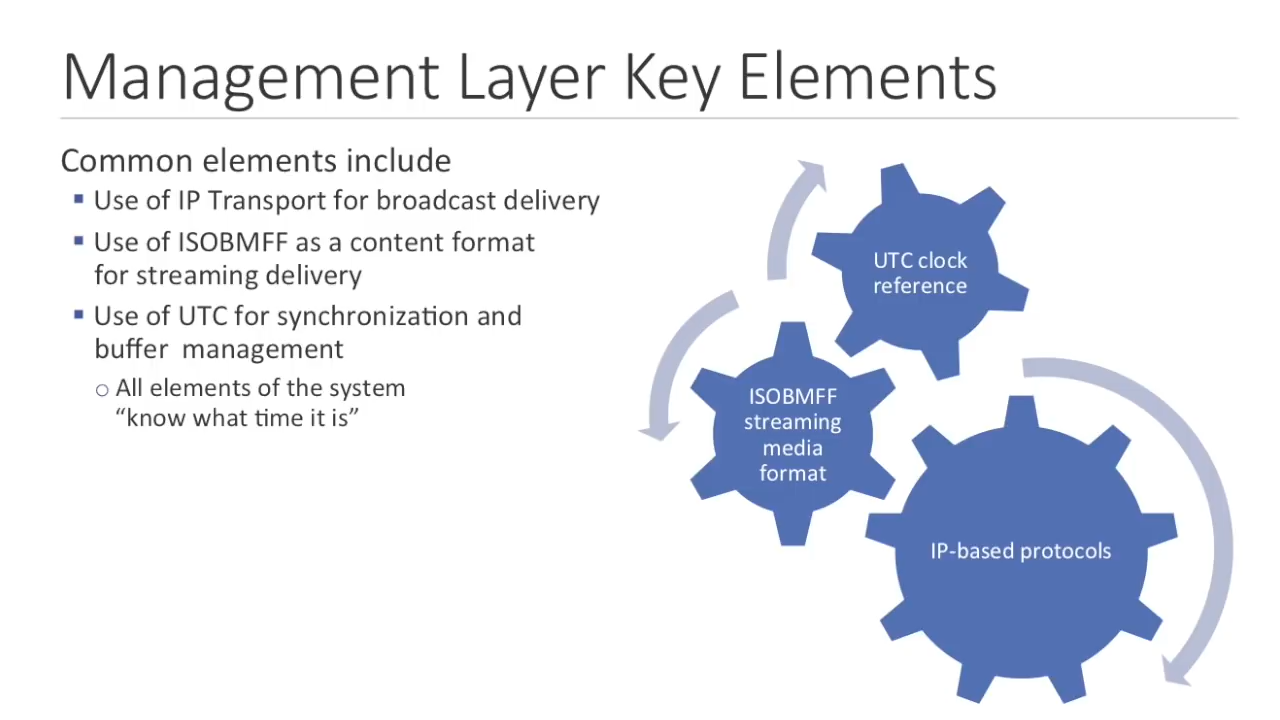 Management Layer Key Elements
Common elements include
▪ Use of IP Transport for broadcast delivery
▪ Use of ISOBMFF as a content format
for streaming delivery
▪ Use of UTC for synchronization and
buffer  management
○ All elements of the system
“know what time it is”
UTC clock
reference
ISOBMFF
streaming
media
format
IP-based protocols